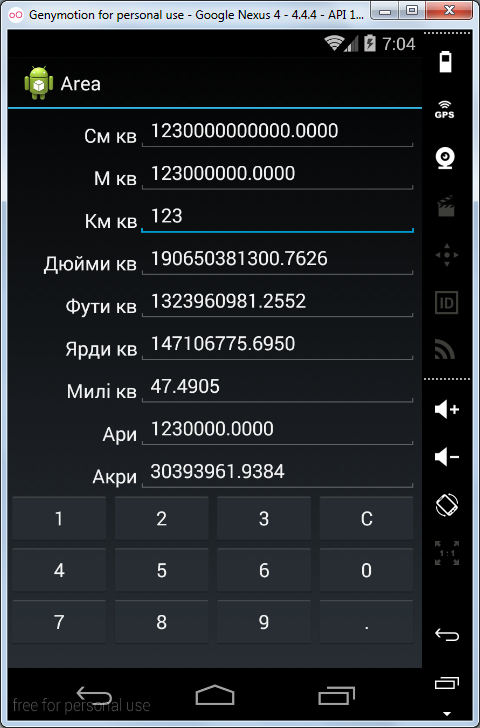 Genymotion for personal use - Google Nexus 4 - 4.4.4 - API 1...
7:04
GPS
Area
См кв 1230000000000.0000
М кв 123000000.0000
Км кв 123
Дюйми кв 190650381300.7626
Фути кв 1323960981.2552
Ярди кв 147106775.6950
Милі кв 47.4905
Ари 1230000.0000
Акри 30393961.9384
ID
1 2 3 C
4 5 6 0
7 8 9 .
1:1
free for personal use